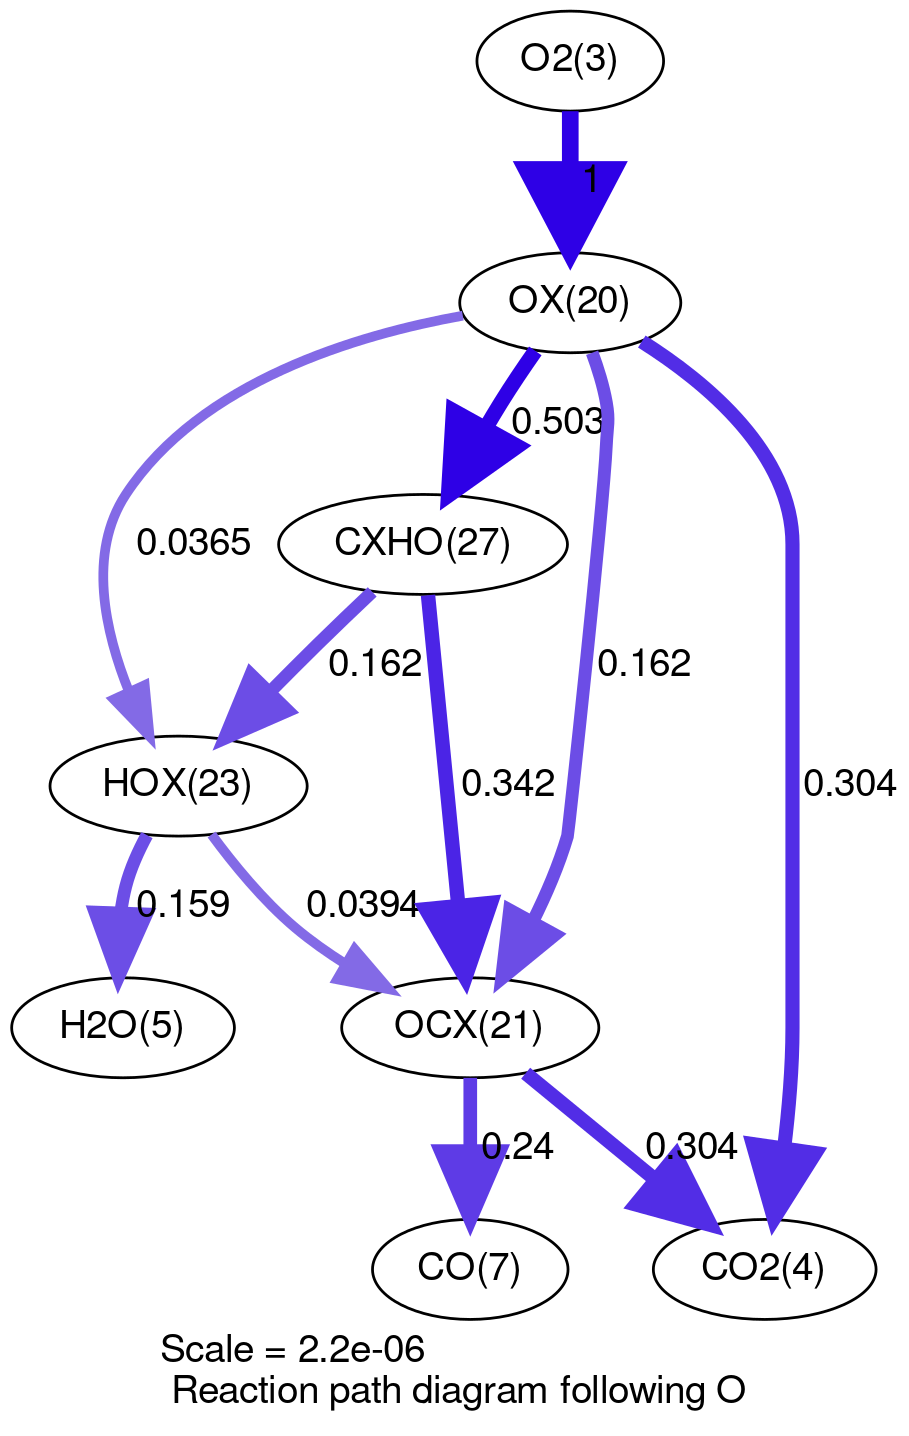 O2(3)
1
OX(20)
0.503
0.0365
CXHO(27)
0.162
0.162
HOX(23)
0.342
0.304
0.159
0.0394
H2O(5)
OCX(21)
0.24
0.304
CO(7)
CO2(4)
Scale = 2.2e-06
Reaction path diagram following O